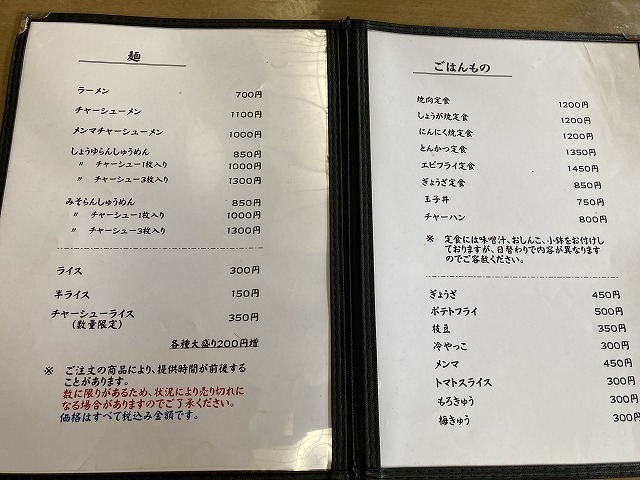 麺
ラーメン 700円
チャーシューメン 1100円
メンマチャーシューメン 1000円
しょうゆらんしゅうめん 850円
〃 チャーシュー1枚入り 1000円
〃 チャーシュー3枚入り 1300円
みそらんしゅうめん 850円
〃 チャーシュー1枚入り 1000円
〃 チャーシュー3枚入り 1300円
ライス 300円
半ライス 150円
チャーシューライス 350円
(数量限定)
各種大盛り200円増
※ ご注文の商品により、提供時間が前後する
ことがあります。
数に限りがあるため、状況により売り切れに
なる場合がありますのでご了承ください。
価格はすべて税込み金額です。
ごはんもの
焼肉定食 1200円
しょうが焼定食 1200円
にんにく焼定食 1200円
とんかつ定食 1350円
エビフライ定食 1450円
ぎょうざ定食 850円
玉子丼 750円
チャーハン 800円
※ 定食には味噌汁、おしんこ、小鉢をお付けし
ておりますが、日替わりで内容が異なります
のでご容赦ください。
ぎょうざ 450円
ポテトフライ 500円
枝豆 350円
冷やっこ 300円
メンマ 450円
トマトスライス 300円
もろきゅう 300円
梅きゅう 300円